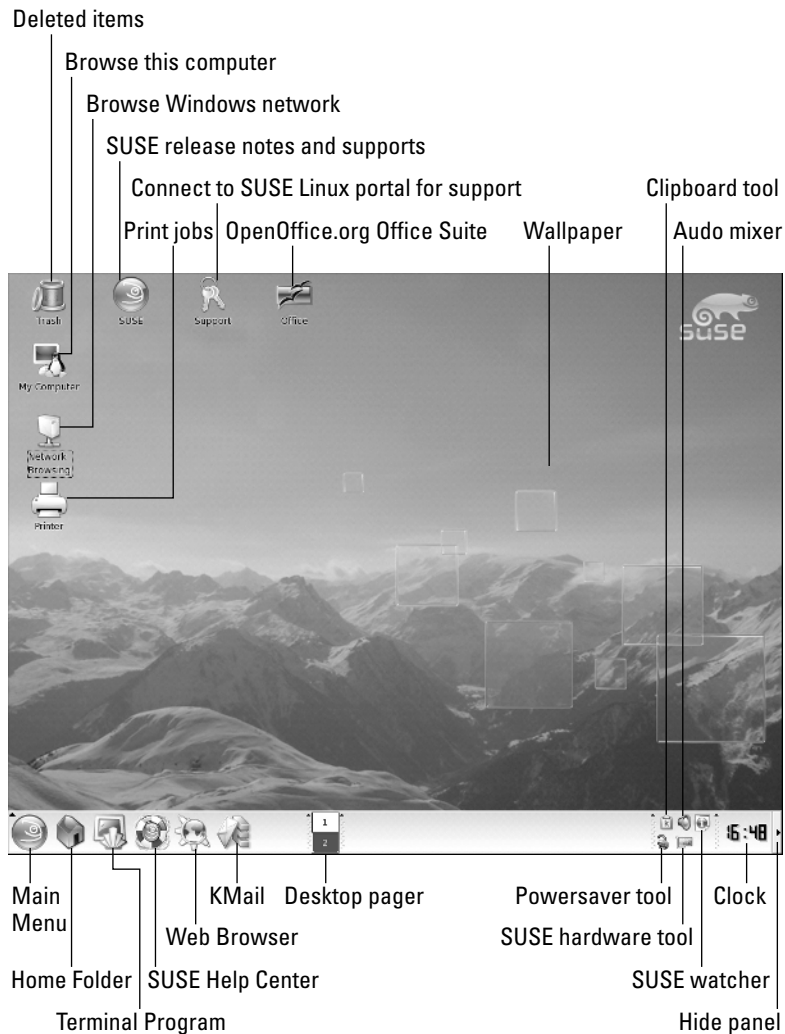 Deleted items
Browse this computer
Browse Windows network
SUSE release notes and supports
Connect to SUSE Linux portal for support
Clipboard tool
Print jobs
OpenOffice.org Office Suite
Wallpaper
Audo mixer
Trash
SUSE
Support
Office
SUSE
My Computer
Network
Browsing
Printer
1
2
16:48
Main
Menu
KMail
Desktop pager
Powersaver tool
Clock
Web Browser
SUSE hardware tool
Home Folder
SUSE Help Center
SUSE watcher
Terminal Program
Hide panel